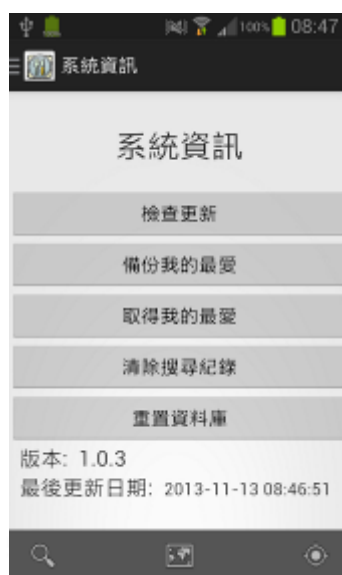 100% 08:47
系統資訊
系統資訊
檢查更新
備份我的最愛
取得我的最愛
清除搜尋紀錄
重置資料庫
版本: 1.0.3
最後更新日期: 2013-11-13 08:46:51